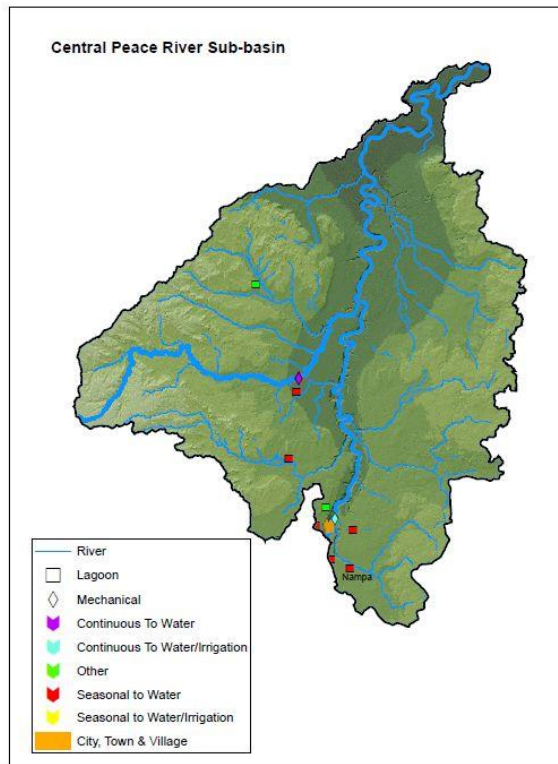 Central Peace River Sub-basin
Nampa
River
Lagoon
Mechanical
Continuous To Water
Continuous To Water/Irrigation
Other
Seasonal to Water
Seasonal to Water/Irrigation
City, Town & Village